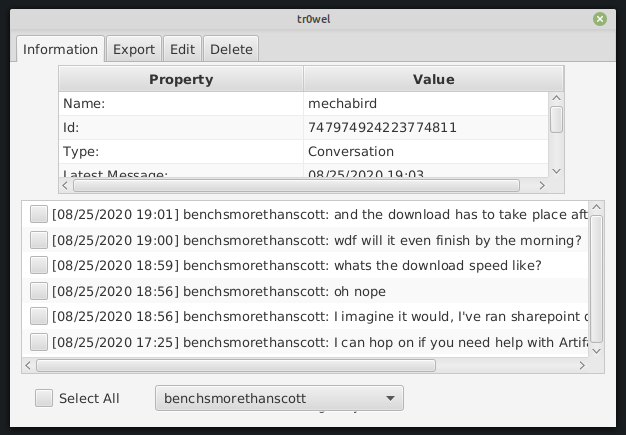 tr0wel
Information Export Edit Delete
Property Value
Name: mechabird
Id: 747974924223774811
Type: Conversation
Latest Message: 08/25/2020 19:03
[08/25/2020 19:01] benchsmorethanscott: and the download has to take place aft
[08/25/2020 19:00] benchsmorethanscott: wdf will it even finish by the morning?
[08/25/2020 18:59] benchsmorethanscott: whats the download speed like?
[08/25/2020 18:56] benchsmorethanscott: oh nope
[08/25/2020 18:56] benchsmorethanscott: I imagine it would, I've ran sharepoint
[08/25/2020 17:25] benchsmorethanscott: I can hop on if you need help with Artifa
Select All benchsmorethanscott